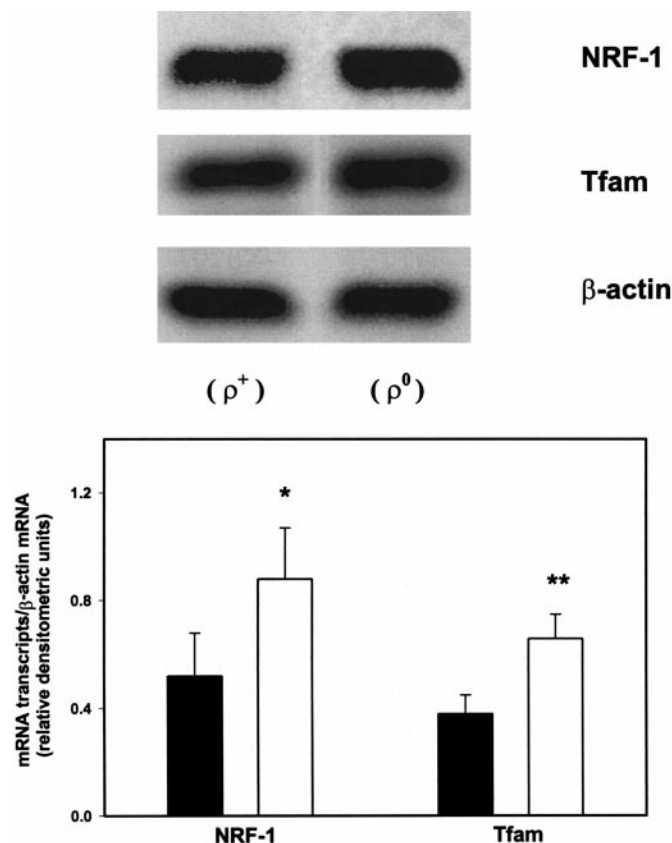 NRF-1
Tfam
β-actin
( ρ⁺ ) ( ρ⁰ )
mRNA transcripts/β-actin mRNA
(relative densitometric units)
1.2
0.8
0.4
0.0
*
**
NRF-1 Tfam